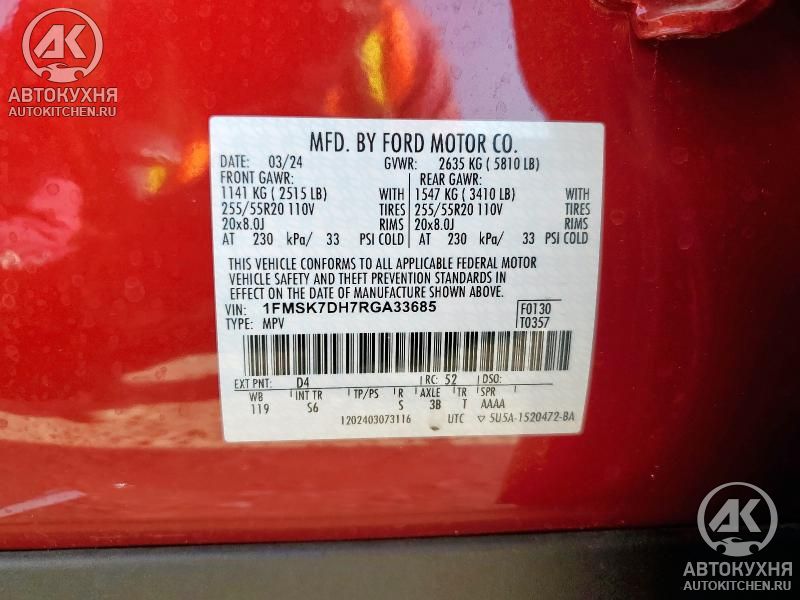 AK
АВТОКУХНЯ
AUTOKITCHEN.RU
MFD. BY FORD MOTOR CO.
DATE: 03/24 GVWR: 2635 KG ( 5810 LB)
FRONT GAWR: REAR GAWR:
1141 KG ( 2515 LB) WITH 1547 KG ( 3410 LB) WITH
255/55R20 110V TIRES 255/55R20 110V TIRES
20x8.0J RIMS 20x8.0J RIMS
AT 230 kPa/ 33 PSI COLD AT 230 kPa/ 33 PSI COLD
THIS VEHICLE CONFORMS TO ALL APPLICABLE FEDERAL MOTOR
VEHICLE SAFETY AND THEFT PREVENTION STANDARDS IN
EFFECT ON THE DATE OF MANUFACTURE SHOWN ABOVE.
VIN: 1FMSK7DH7RGA33685 F0130
TYPE: MPV T0357
EXT PNT: D4 RC: 52 DSO:
WB INT TR TP/PS R AXLE TR SPR
119 S6 S 3B T AAAA
1202403073116 UTC ▽ 5U5A-1520472-BA
AK
АВТОКУХНЯ
AUTOKITCHEN.RU